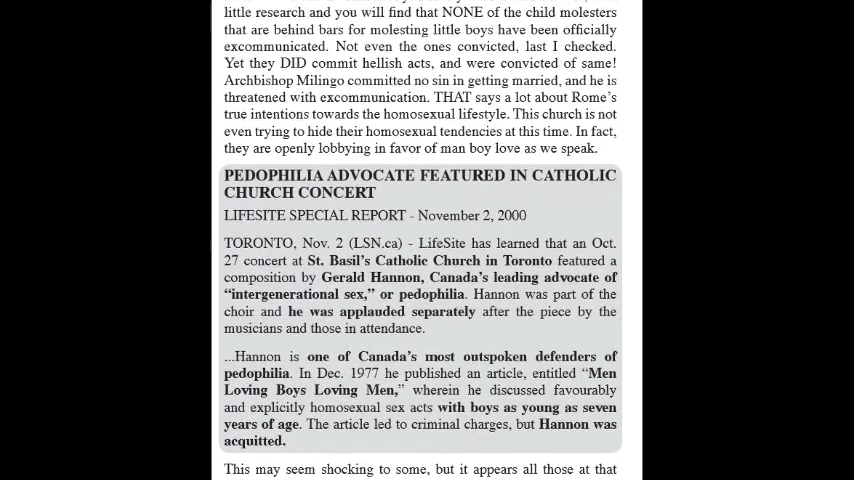 little research and you will find that NONE of the child molesters
that are behind bars for molesting little boys have been officially
excommunicated. Not even the ones convicted, last I checked.
Yet they DID commit hellish acts, and were convicted of same!
Archbishop Milingo committed no sin in getting married, and he is
threatened with excommunication. THAT says a lot about Rome's
true intentions towards the homosexual lifestyle. This church is not
even trying to hide their homosexual tendencies at this time. In fact,
they are openly lobbying in favor of man boy love as we speak.
PEDOPHILIA ADVOCATE FEATURED IN CATHOLIC
CHURCH CONCERT
LIFESITE SPECIAL REPORT - November 2, 2000
TORONTO, Nov. 2 (LSN.ca) - LifeSite has learned that an Oct.
27 concert at St. Basil's Catholic Church in Toronto featured a
composition by Gerald Hannon, Canada's leading advocate of
"intergenerational sex," or pedophilia. Hannon was part of the
choir and he was applauded separately after the piece by the
musicians and those in attendance.
...Hannon is one of Canada's most outspoken defenders of
pedophilia. In Dec. 1977 he published an article, entitled "Men
Loving Boys Loving Men," wherein he discussed favourably
and explicitly homosexual sex acts with boys as young as seven
years of age. The article led to criminal charges, but Hannon was
acquitted.
This may seem shocking to some, but it appears all those at that